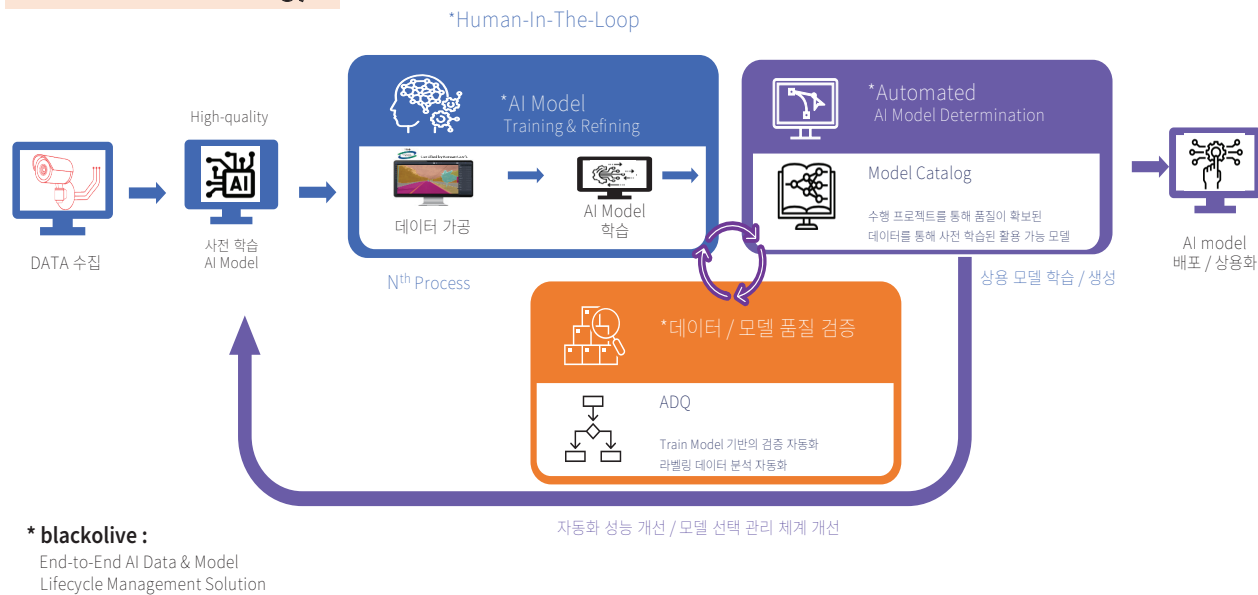 *Human-In-The-Loop
High-quality
AI
사전 학습
AI Model
DATA 수집
*AI Model
Training & Refining
데이터 가공
AI Model
학습
Nth Process
*Automated
AI Model Determination
Model Catalog
수행 프로젝트를 통해 품질이 확보된
데이터를 통해 사전 학습된 활용 가능 모델
AI model
배포 / 상용화
상용 모델 학습 / 생성
*데이터 / 모델 품질 검증
ADQ
Train Model 기반의 검증 자동화
라벨링 데이터 분석 자동화
자동화 성능 개선 / 모델 선택 관리 체계 개선
* blackolive :
End-to-End AI Data & Model
Lifecycle Management Solution